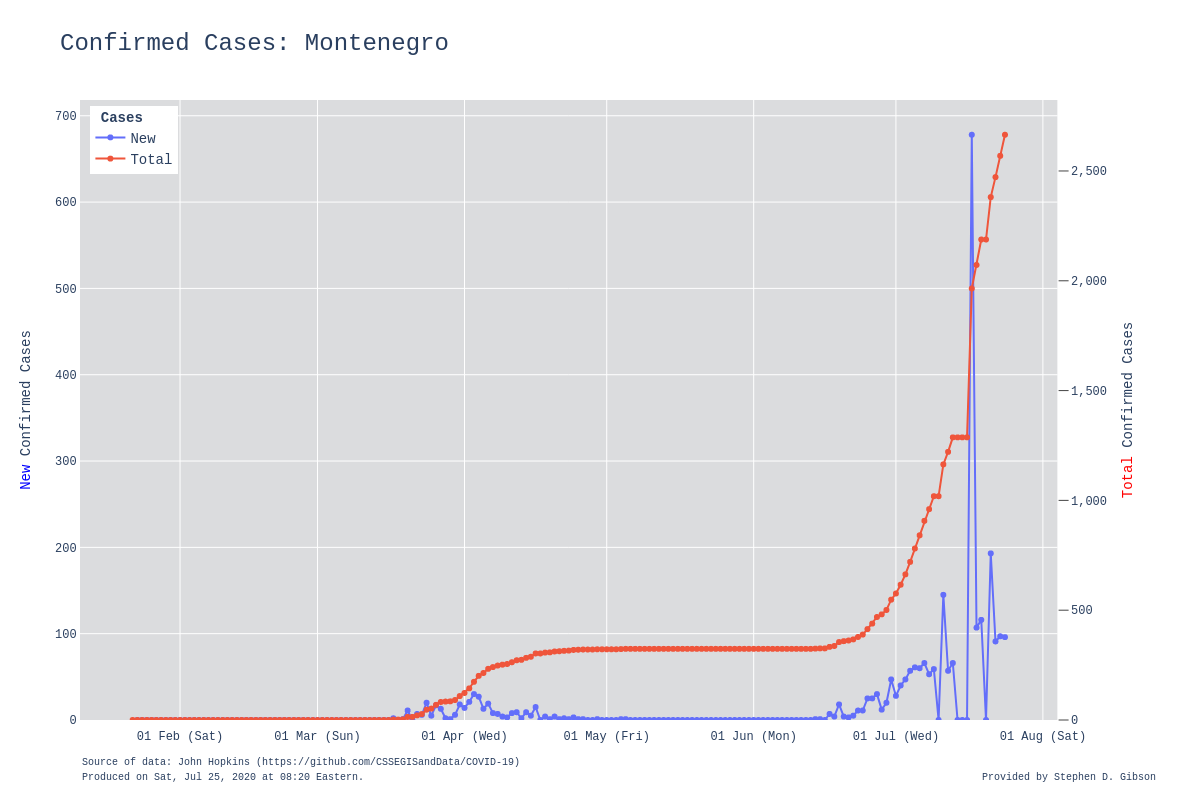 Confirmed Cases: Montenegro
Cases
New
Total
700
600
500
400
300
200
100
0
New Confirmed Cases
2,500
2,000
1,500
1,000
500
0
Total Confirmed Cases
01 Feb (Sat)
01 Mar (Sun)
01 Apr (Wed)
01 May (Fri)
01 Jun (Mon)
01 Jul (Wed)
01 Aug (Sat)
Source of data: John Hopkins (https://github.com/CSSEGISandData/COVID-19)
Produced on Sat, Jul 25, 2020 at 08:20 Eastern.
Provided by Stephen D. Gibson